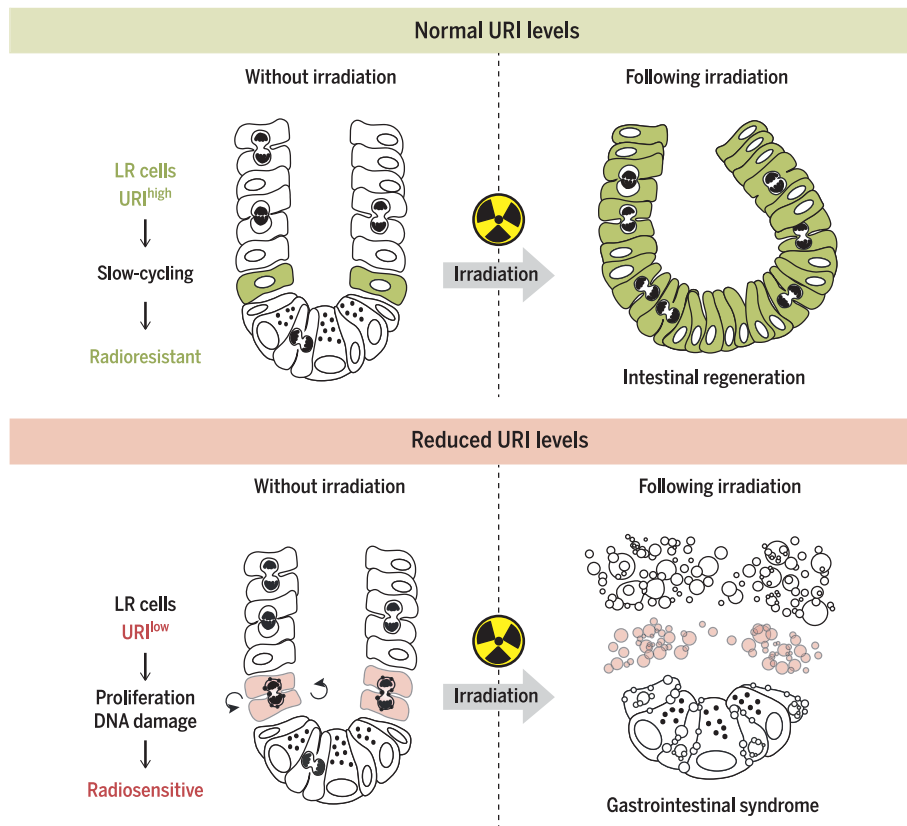 Normal URI levels
Without irradiation
Following irradiation
LR cells
URIhigh
Slow-cycling
Radioresistant
Irradiation
Intestinal regeneration
Reduced URI levels
Without irradiation
Following irradiation
LR cells
URIlow
Proliferation
DNA damage
Radiosensitive
Irradiation
Gastrointestinal syndrome